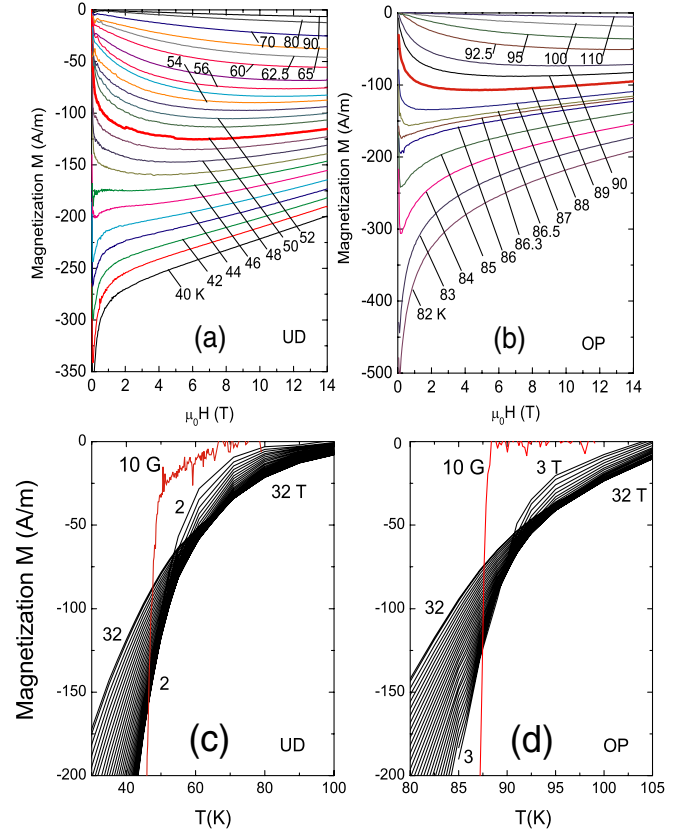 0
-50
-100
-150
-200
-250
-300
-350
Magnetization M (A/m)
0 2 4 6 8 10 12 14
μ₀H (T)
70 80 90
54
56 60 62.5 65
52
50
48
46
44
42
40 K
(a) UD
0
-100
-200
-300
-400
-500
Magnetization M (A/m)
0 2 4 6 8 10 12 14
μ₀H (T)
92.5 95 100 110
90
89
88
87
86.5
86.3
86
85
84
83
82 K
(b) OP
0
-50
-100
-150
-200
Magnetization M (A/m)
40 60 80 100
T(K)
10 G
2
32 T
32
2
(c) UD
0
-50
-100
-150
-200
80 85 90 95 100 105
T(K)
10 G 3 T
32 T
32
3
(d) OP